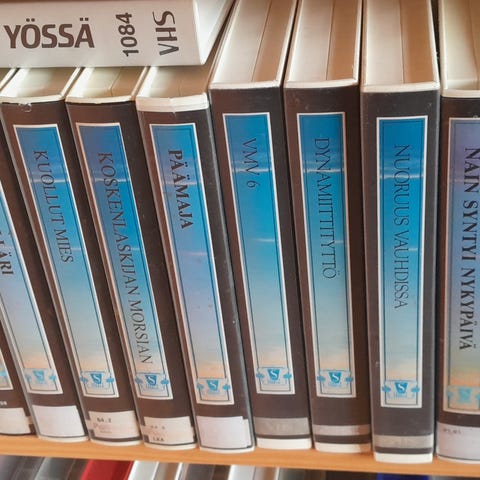 YÖSSÄ
1084
VHS
KUOLLUT MIES
KOSKENLASKIJAN MORSIAN
PÄÄMAJA
VMV 6
DYNAMIITTITYTTÖ
NUORUUS VAUHDISSA
NÄIN SYNTYI NYKYPÄIVÄ
S
S
S
S
S
S
S